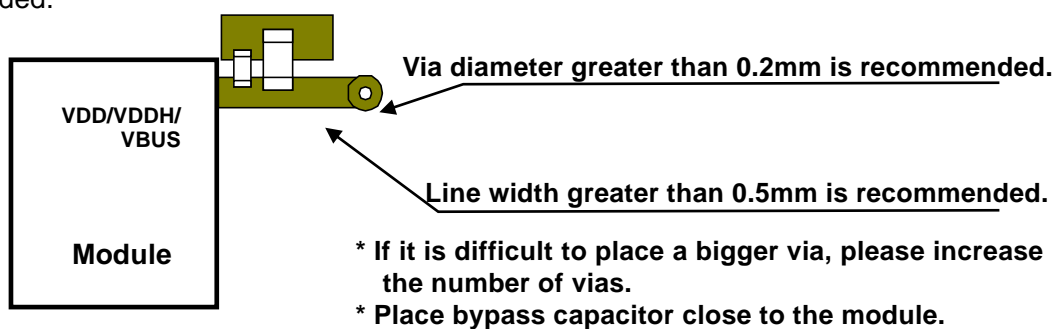 ded.
Via diameter greater than 0.2mm is recommended.
VDD/VDDH/
VBUS
Line width greater than 0.5mm is recommended.
Module
* If it is difficult to place a bigger via, please increase
the number of vias.
* Place bypass capacitor close to the module.